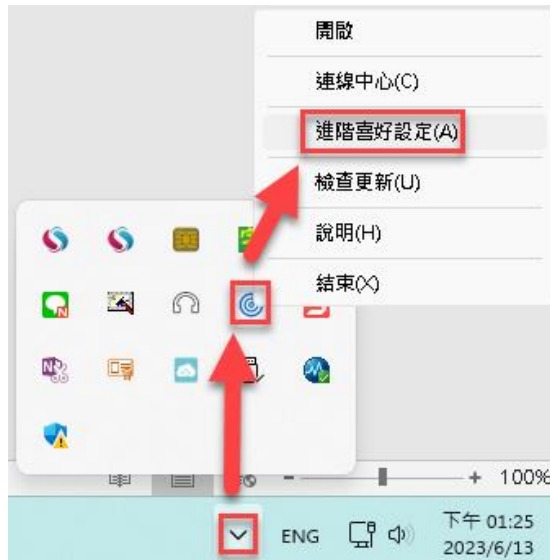 開啟
連線中心(C)
進階喜好設定(A)
檢查更新(U)
說明(H)
結束(X)
100%
ENG
下午 01:25
2023/6/13